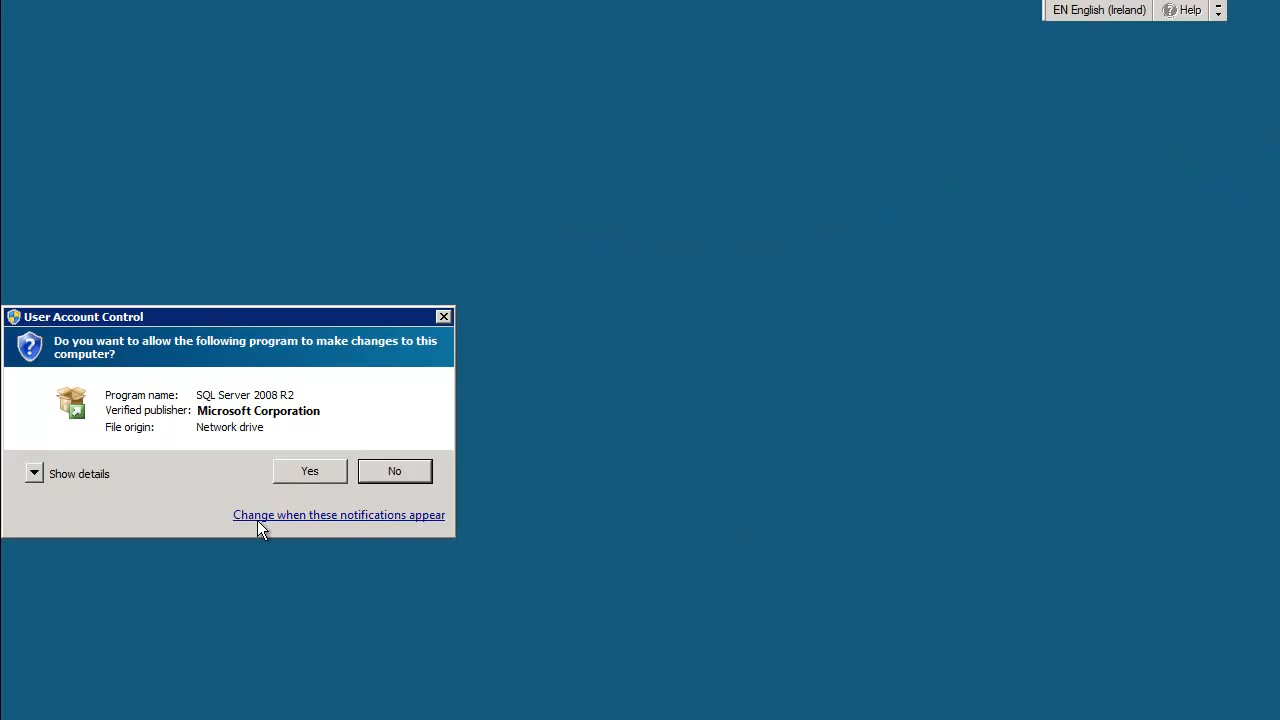 EN English (Ireland) Help
User Account Control
Do you want to allow the following program to make changes to this
computer?
Program name: SQL Server 2008 R2
Verified publisher: Microsoft Corporation
File origin: Network drive
Show details Yes No
Change when these notifications appear